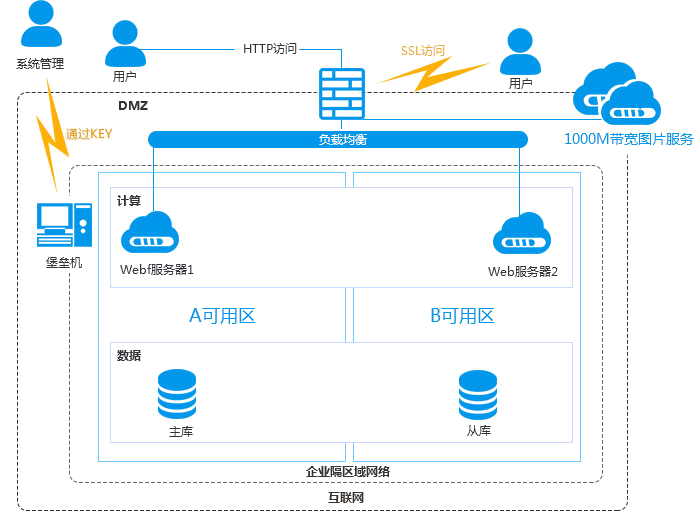 系统管理
用户
HTTP访问
SSL访问
用户
DMZ
通过KEY
负载均衡
1000M带宽图片服务
计算
堡垒机
Webf服务器1
Web服务器2
A可用区
B可用区
数据
主库
从库
企业隔区域网络
互联网